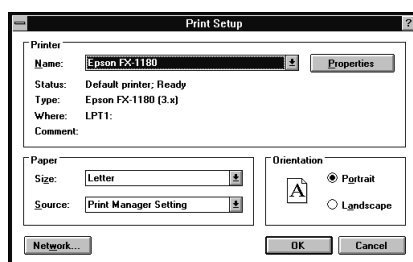 Print Setup ?
Printer
Name: Epson FX-1180 Properties
Status: Default printer; Ready
Type: Epson FX-1180 (3.x)
Where: LPT1:
Comment:
Paper
Size: Letter
Source: Print Manager Setting
Orientation
A
Portrait
Landscape
Network... OK Cancel